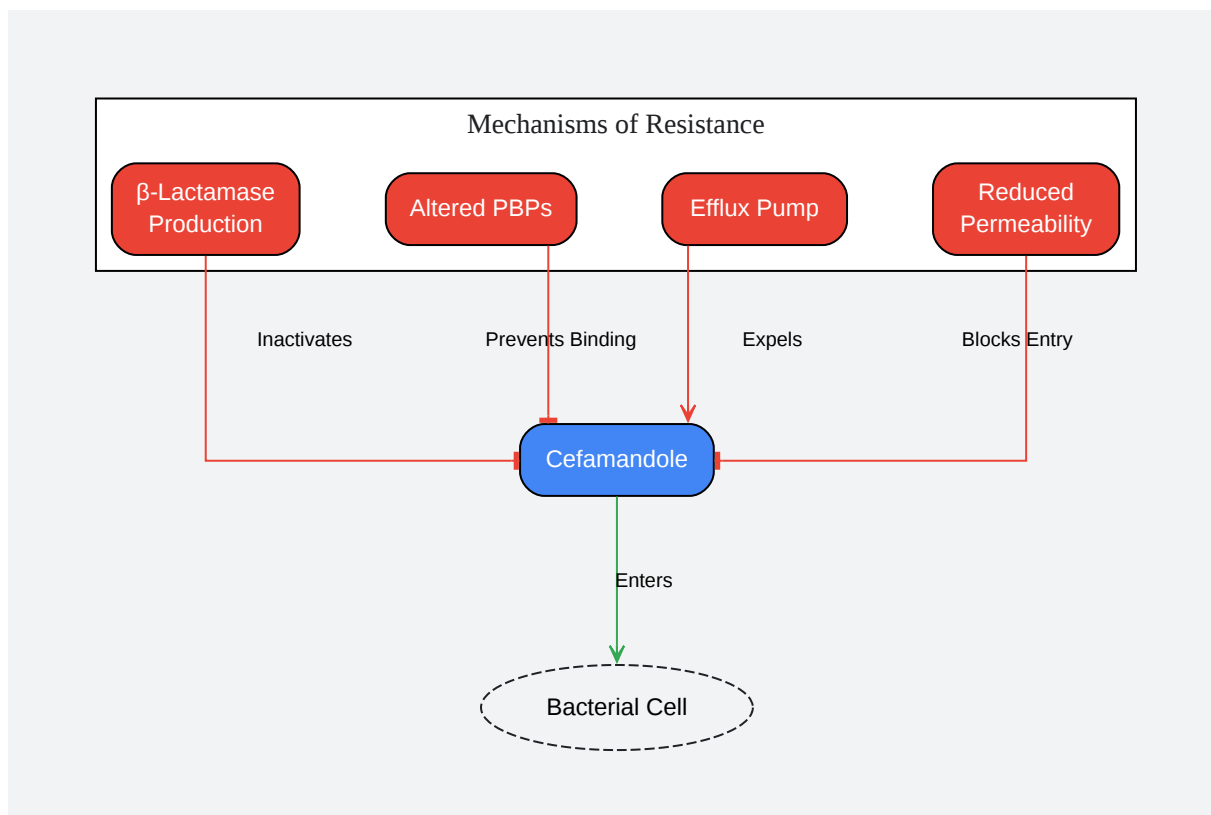 Mechanisms of Resistance
β-Lactamase
Production
Altered PBPs
Efflux Pump
Reduced
Permeability
Inactivates
Prevents Binding
Expels
Blocks Entry
Cefamandole
Enters
Bacterial Cell